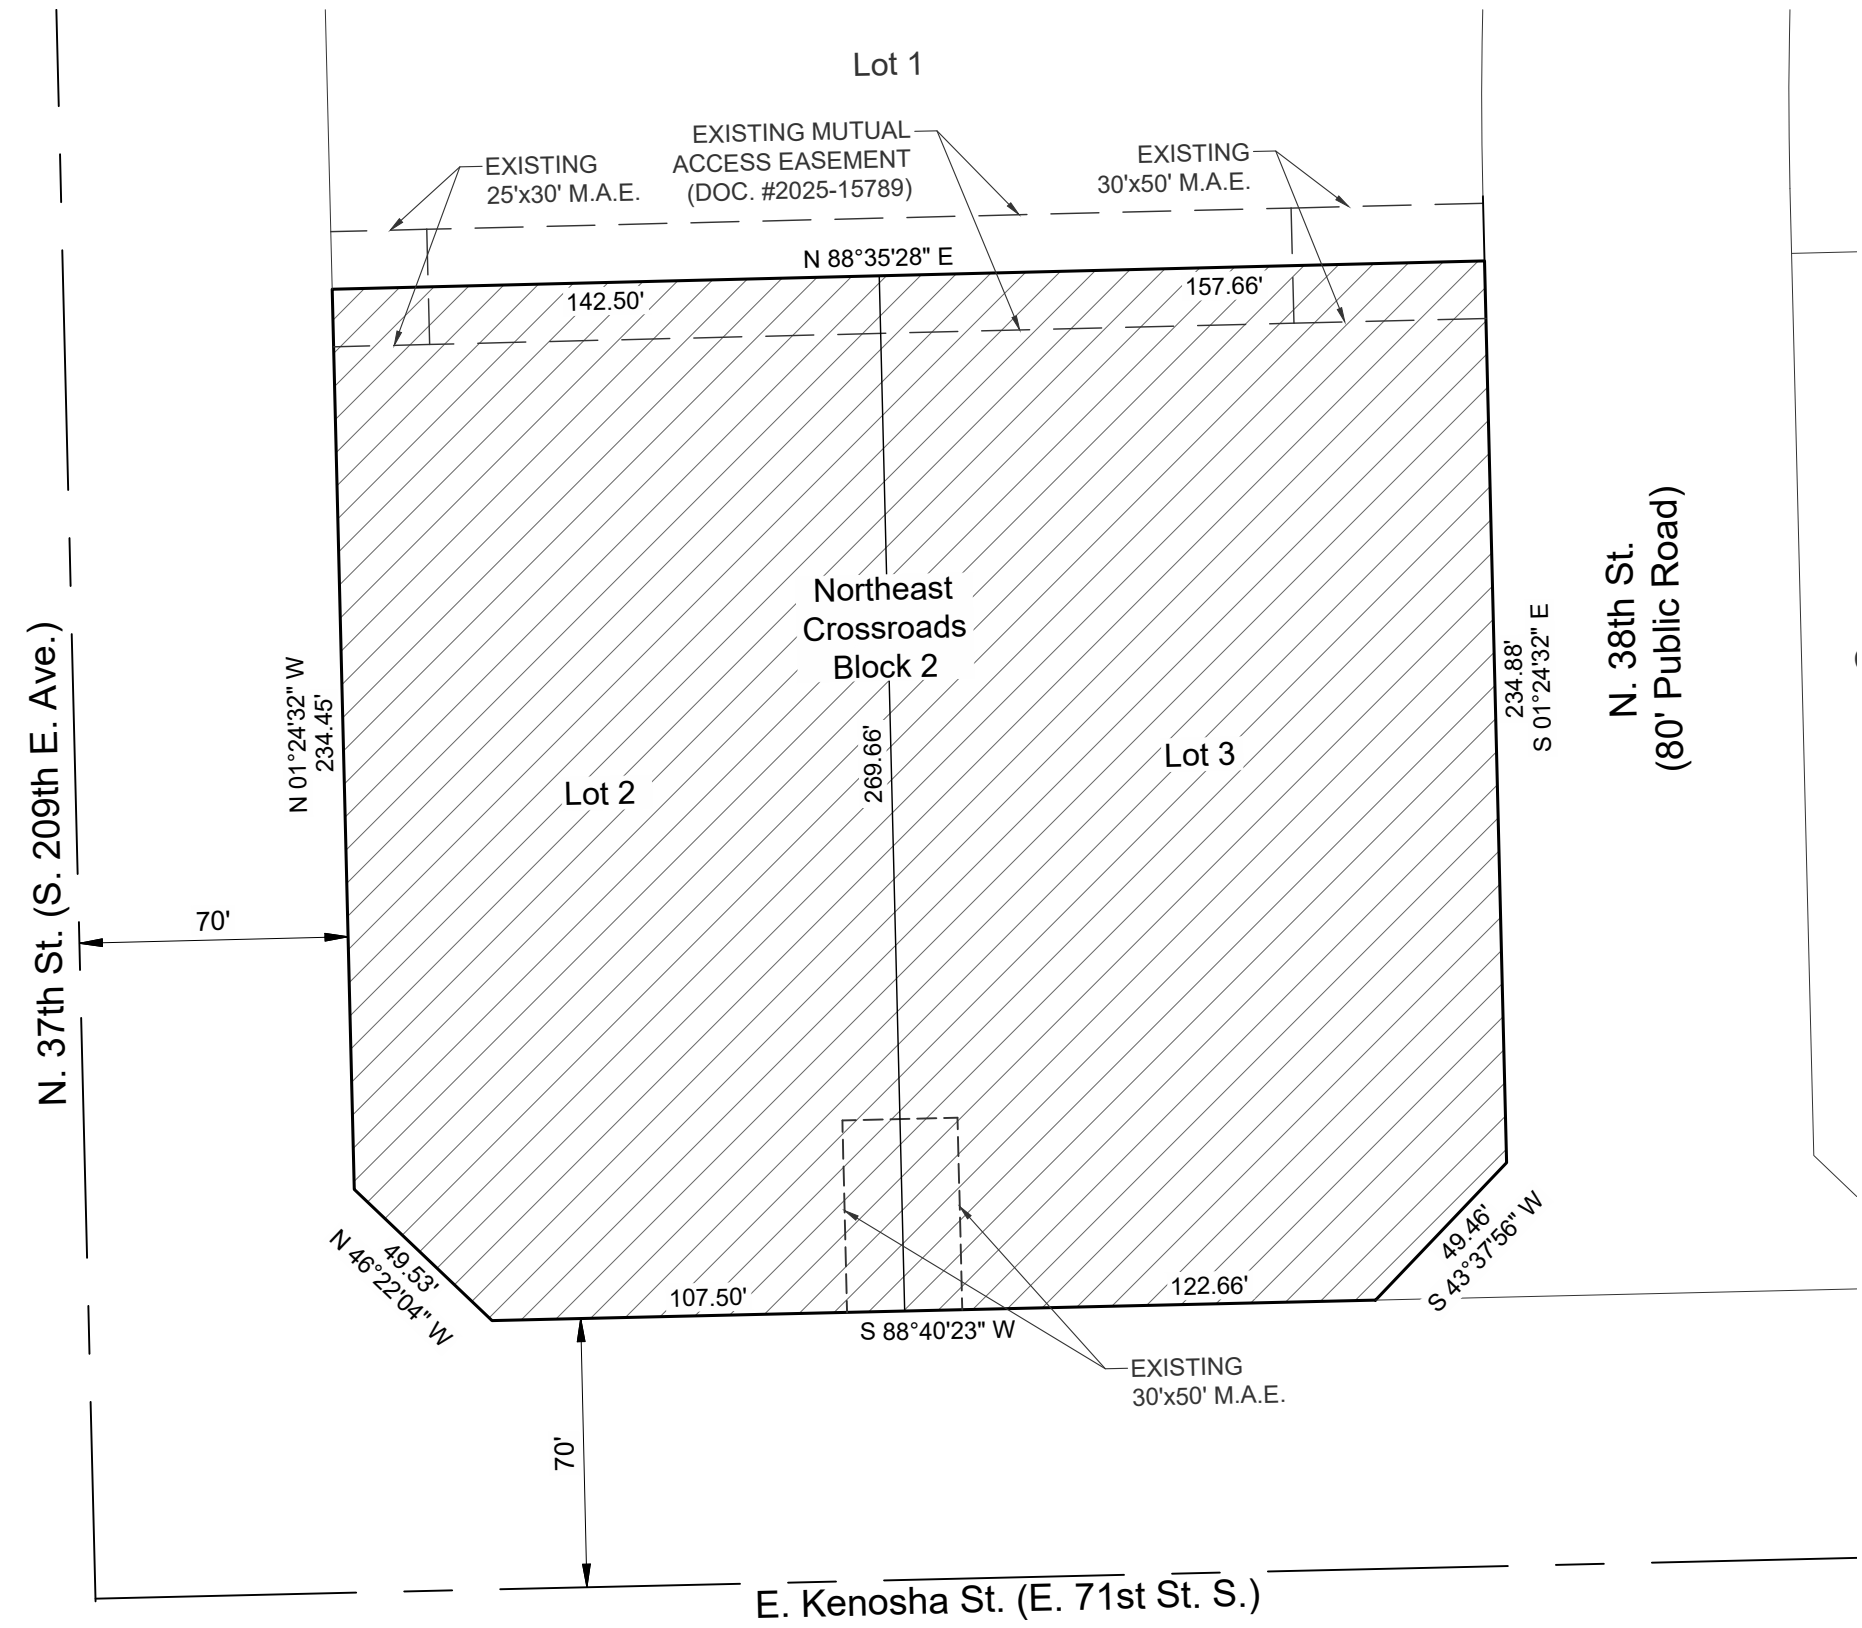 Lot 1
EXISTING MUTUAL
ACCESS EASEMENT
(DOC. #2025-15789)
EXISTING
25'x30' M.A.E.
EXISTING
30'x50' M.A.E.
N 88°35'28" E
142.50'
157.66'
Northeast
Crossroads
Block 2
269.66'
Lot 2
Lot 3
N 01°24'32" W
234.45'
234.88'
S 01°24'32" E
N. 38th St.
(80' Public Road)
N. 37th St. (S. 209th E. Ave.)
70'
49.53'
N 46°22'04" W
107.50'
122.66'
S 88°40'23" W
49.46'
S 43°37'56" W
EXISTING
30'x50' M.A.E.
70'
E. Kenosha St. (E. 71st St. S.)